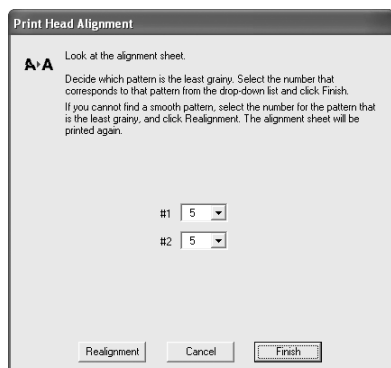 Print Head Alignment
A▸A
Look at the alignment sheet.
Decide which pattern is the least grainy. Select the number that
corresponds to that pattern from the drop-down list and click Finish.
If you cannot find a smooth pattern, select the number for the pattern that
is the least grainy, and click Realignment. The alignment sheet will be
printed again.
#1 5
#2 5
Realignment Cancel Finish